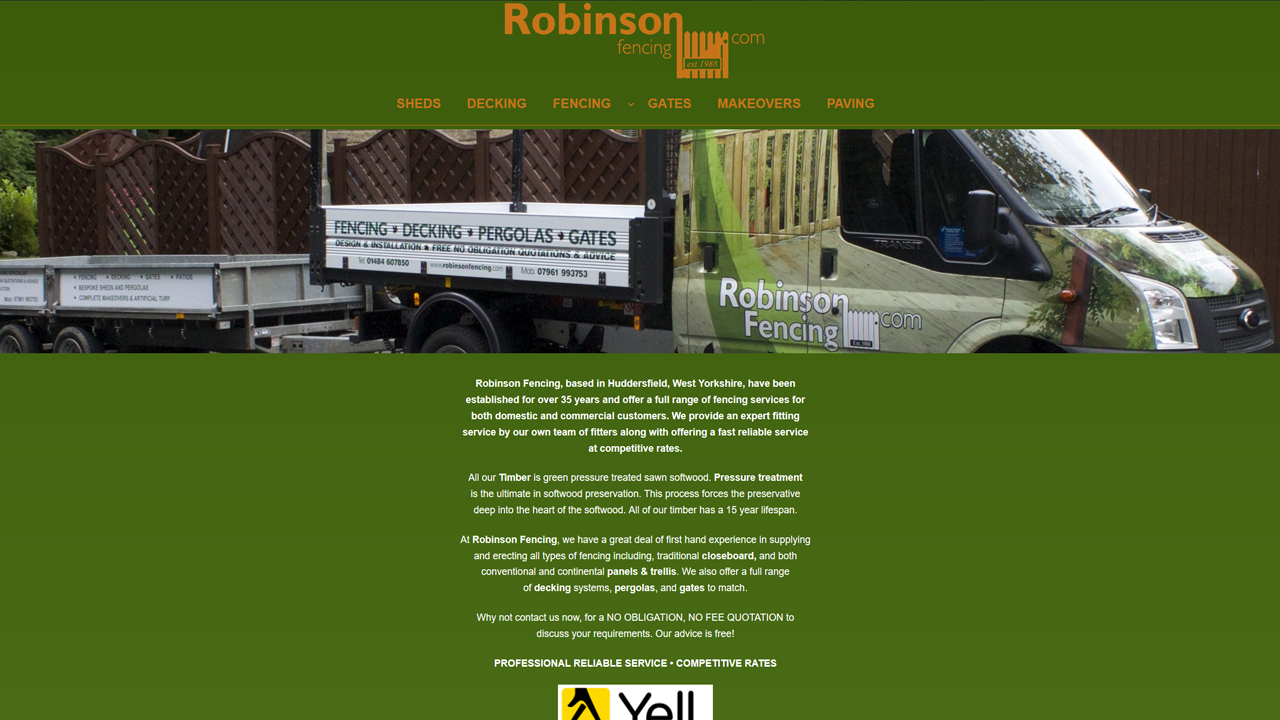 Robinson
fencing
com
est.1988
SHEDS DECKING FENCING GATES MAKEOVERS PAVING
FENCING • DECKING • PERGOLAS • GATES
DESIGN & INSTALLATION • FREE NO OBLIGATION QUOTATIONS & ADVICE
Tel: 01484 607850 www.robinsonfencing.com Mob: 07961 993753
QUOTATIONS & ADVICE
Mob: 07961 993753
• FENCING • DECKING • GATES • PATIOS
• BESPOKE SHEDS AND PERGOLAS
• COMPLETE MAKEOVERS & ARTIFICIAL TURF
TRANSIT
Robinson
Fencing
com
Est. 1988
Robinson Fencing, based in Huddersfield, West Yorkshire, have been
established for over 35 years and offer a full range of fencing services for
both domestic and commercial customers. We provide an expert fitting
service by our own team of fitters along with offering a fast reliable service
at competitive rates.
All our Timber is green pressure treated sawn softwood. Pressure treatment
is the ultimate in softwood preservation. This process forces the preservative
deep into the heart of the softwood. All of our timber has a 15 year lifespan.
At Robinson Fencing, we have a great deal of first hand experience in supplying
and erecting all types of fencing including, traditional closeboard, and both
conventional and continental panels & trellis. We also offer a full range
of decking systems, pergolas, and gates to match.
Why not contact us now, for a NO OBLIGATION, NO FEE QUOTATION to
discuss your requirements. Our advice is free!
PROFESSIONAL RELIABLE SERVICE • COMPETITIVE RATES
Yell